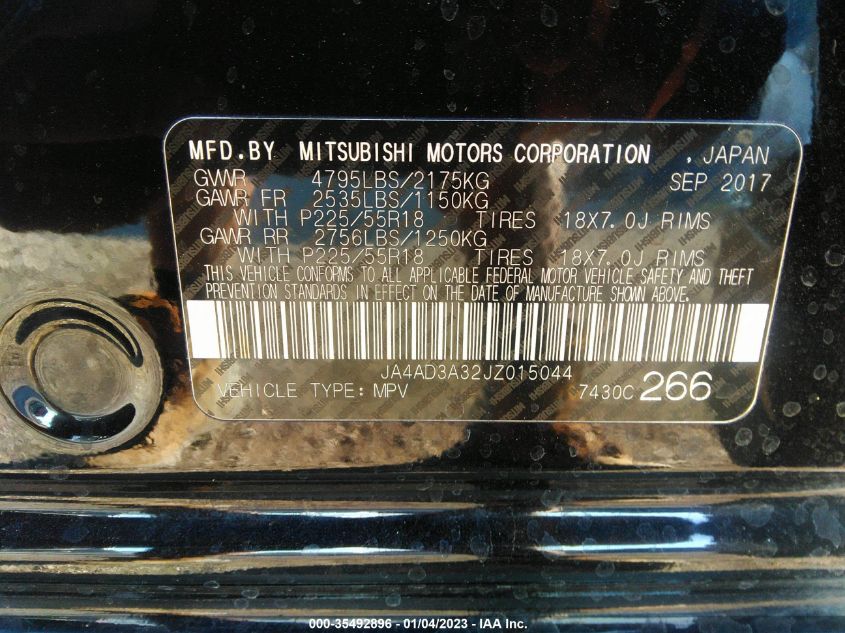 MFD.BY MITSUBISHI MOTORS CORPORATION , JAPAN
GVWR 4795LBS/2175KG SEP 2017
GAWR FR 2535LBS/1150KG
WITH P225/55R18 TIRES 18X7.0J RIMS
GAWR RR 2756LBS/1250KG
WITH P225/55R18 TIRES 18X7.0J RIMS
THIS VEHICLE CONFORMS TO ALL APPLICABLE FEDERAL MOTOR VEHICLE SAFETY AND THEFT
PREVENTION STANDARDS IN EFFECT ON THE DATE OF MANUFACTURE SHOWN ABOVE.
JA4AD3A32JZ015044
VEHICLE TYPE: MPV 7430C 266
000-35492896 - 01/04/2023 - IAA Inc.